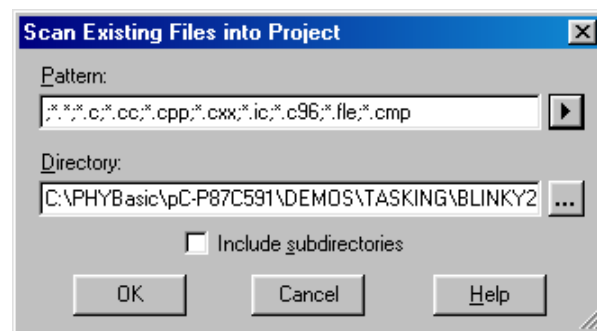 Scan Existing Files into Project
Pattern:
;*.*;*.c;*.cc;*.cpp;*.cxx;*.ic;*.c96;*.fle;*.cmp
Directory:
C:\PHYBasic\pC-P87C591\DEMOS\TASKING\BLINKY2
...
Include subdirectories
OK Cancel Help